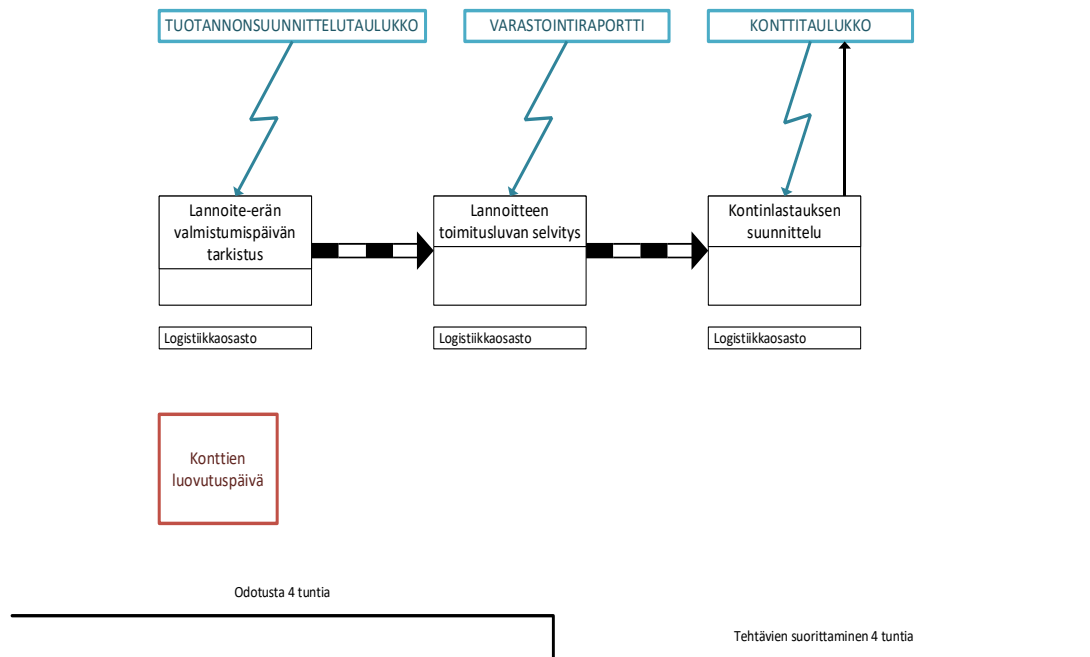 TUOTANNONSUUNNITTELUTAULUKKO
VARASTOINTIRAPORTTI
KONTTITAULUKKO
Lannoite-erän
valmistumispäivän
tarkistus
Lannoitteen
toimitusluvan selvitys
Kontinlastauksen
suunnittelu
Logistiikkaosasto
Logistiikkaosasto
Logistiikkaosasto
Konttien
luovutuspäivä
Odotusta 4 tuntia
Tehtävien suorittaminen 4 tuntia